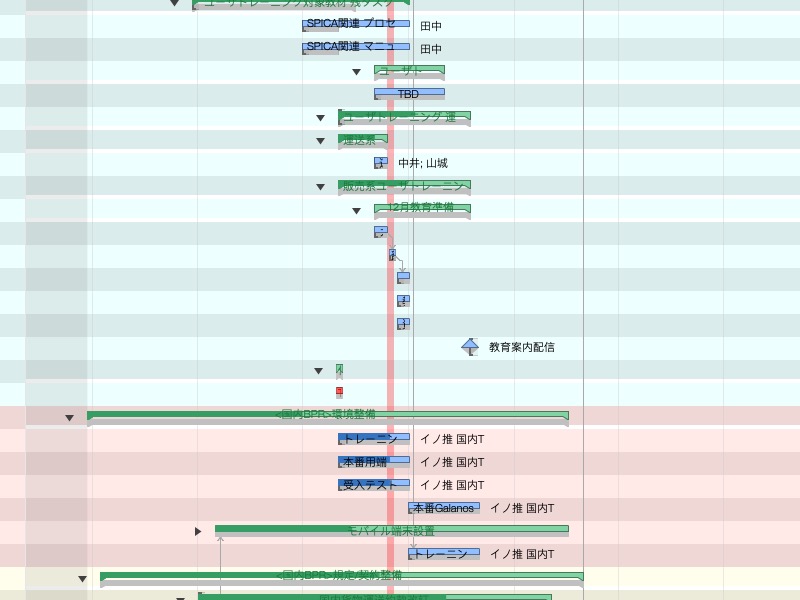 ユーザトレーニング対象教材 残タスク
SPICA関連 プロセ 田中
SPICA関連 マニュ 田中
ユーザト
TBD
ユーザトレーニング 運
運送系
中井; 山城
販売系ユーザトレーニン
12月教育準備
教育案内配信
<国内BPR>環境整備
トレーニン イノ推 国内T
本番用端 イノ推 国内T
受入テスト イノ推 国内T
本番Galanos イノ推 国内T
モバイル端末設置
トレーニン イノ推 国内T
<国内BPR>規定/契約整備